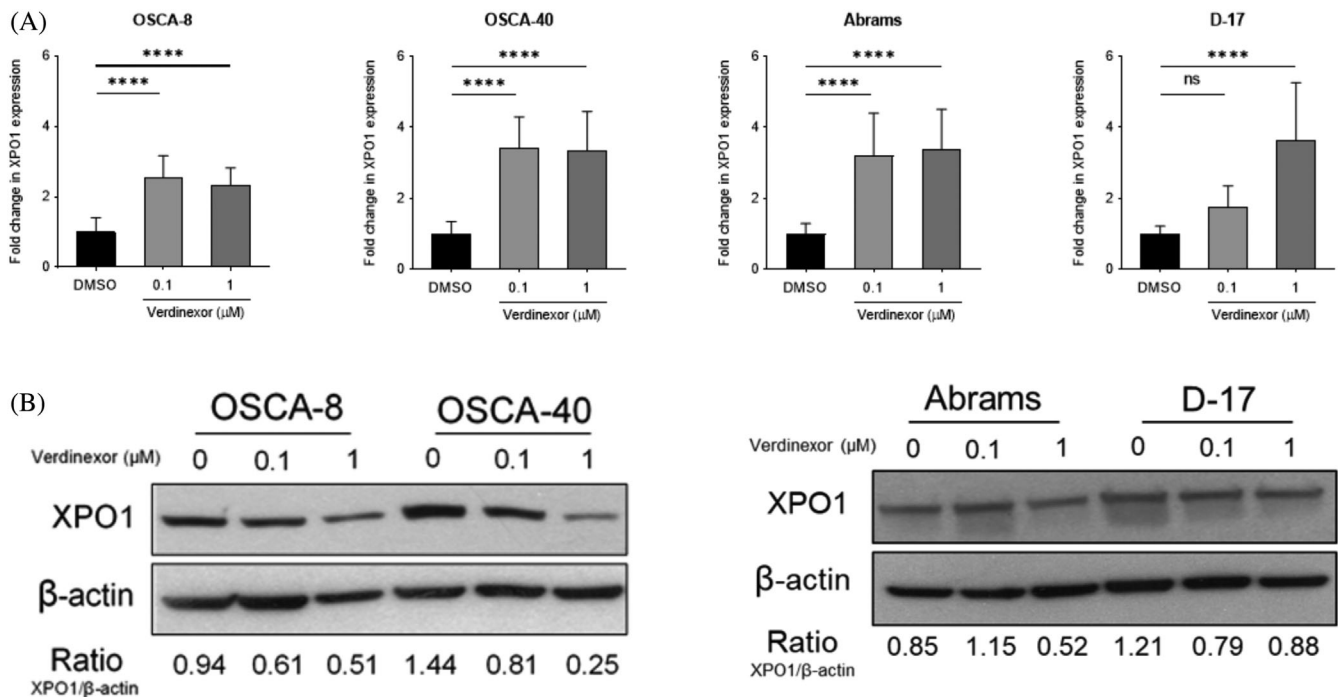 (A)
OSCA-8
Fold change in XPO1 expression
6
4
2
0
****
****
DMSO
0.1
1
Verdinexor (μM)
OSCA-40
Fold change in XPO1 expression
6
4
2
0
****
****
DMSO
0.1
1
Verdinexor (μM)
Abrams
Fold change in XPO1 expression
6
4
2
0
****
****
DMSO
0.1
1
Verdinexor (μM)
D-17
Fold change in XPO1 expression
6
4
2
0
****
ns
DMSO
0.1
1
Verdinexor (μM)
(B)
OSCA-8 OSCA-40
Verdinexor (μM) 0 0.1 1 0 0.1 1
XPO1
β-actin
Ratio 0.94 0.61 0.51 1.44 0.81 0.25
XPO1/β-actin
Abrams D-17
Verdinexor (μM) 0 0.1 1 0 0.1 1
XPO1
β-actin
Ratio 0.85 1.15 0.52 1.21 0.79 0.88
XPO1/β-actin